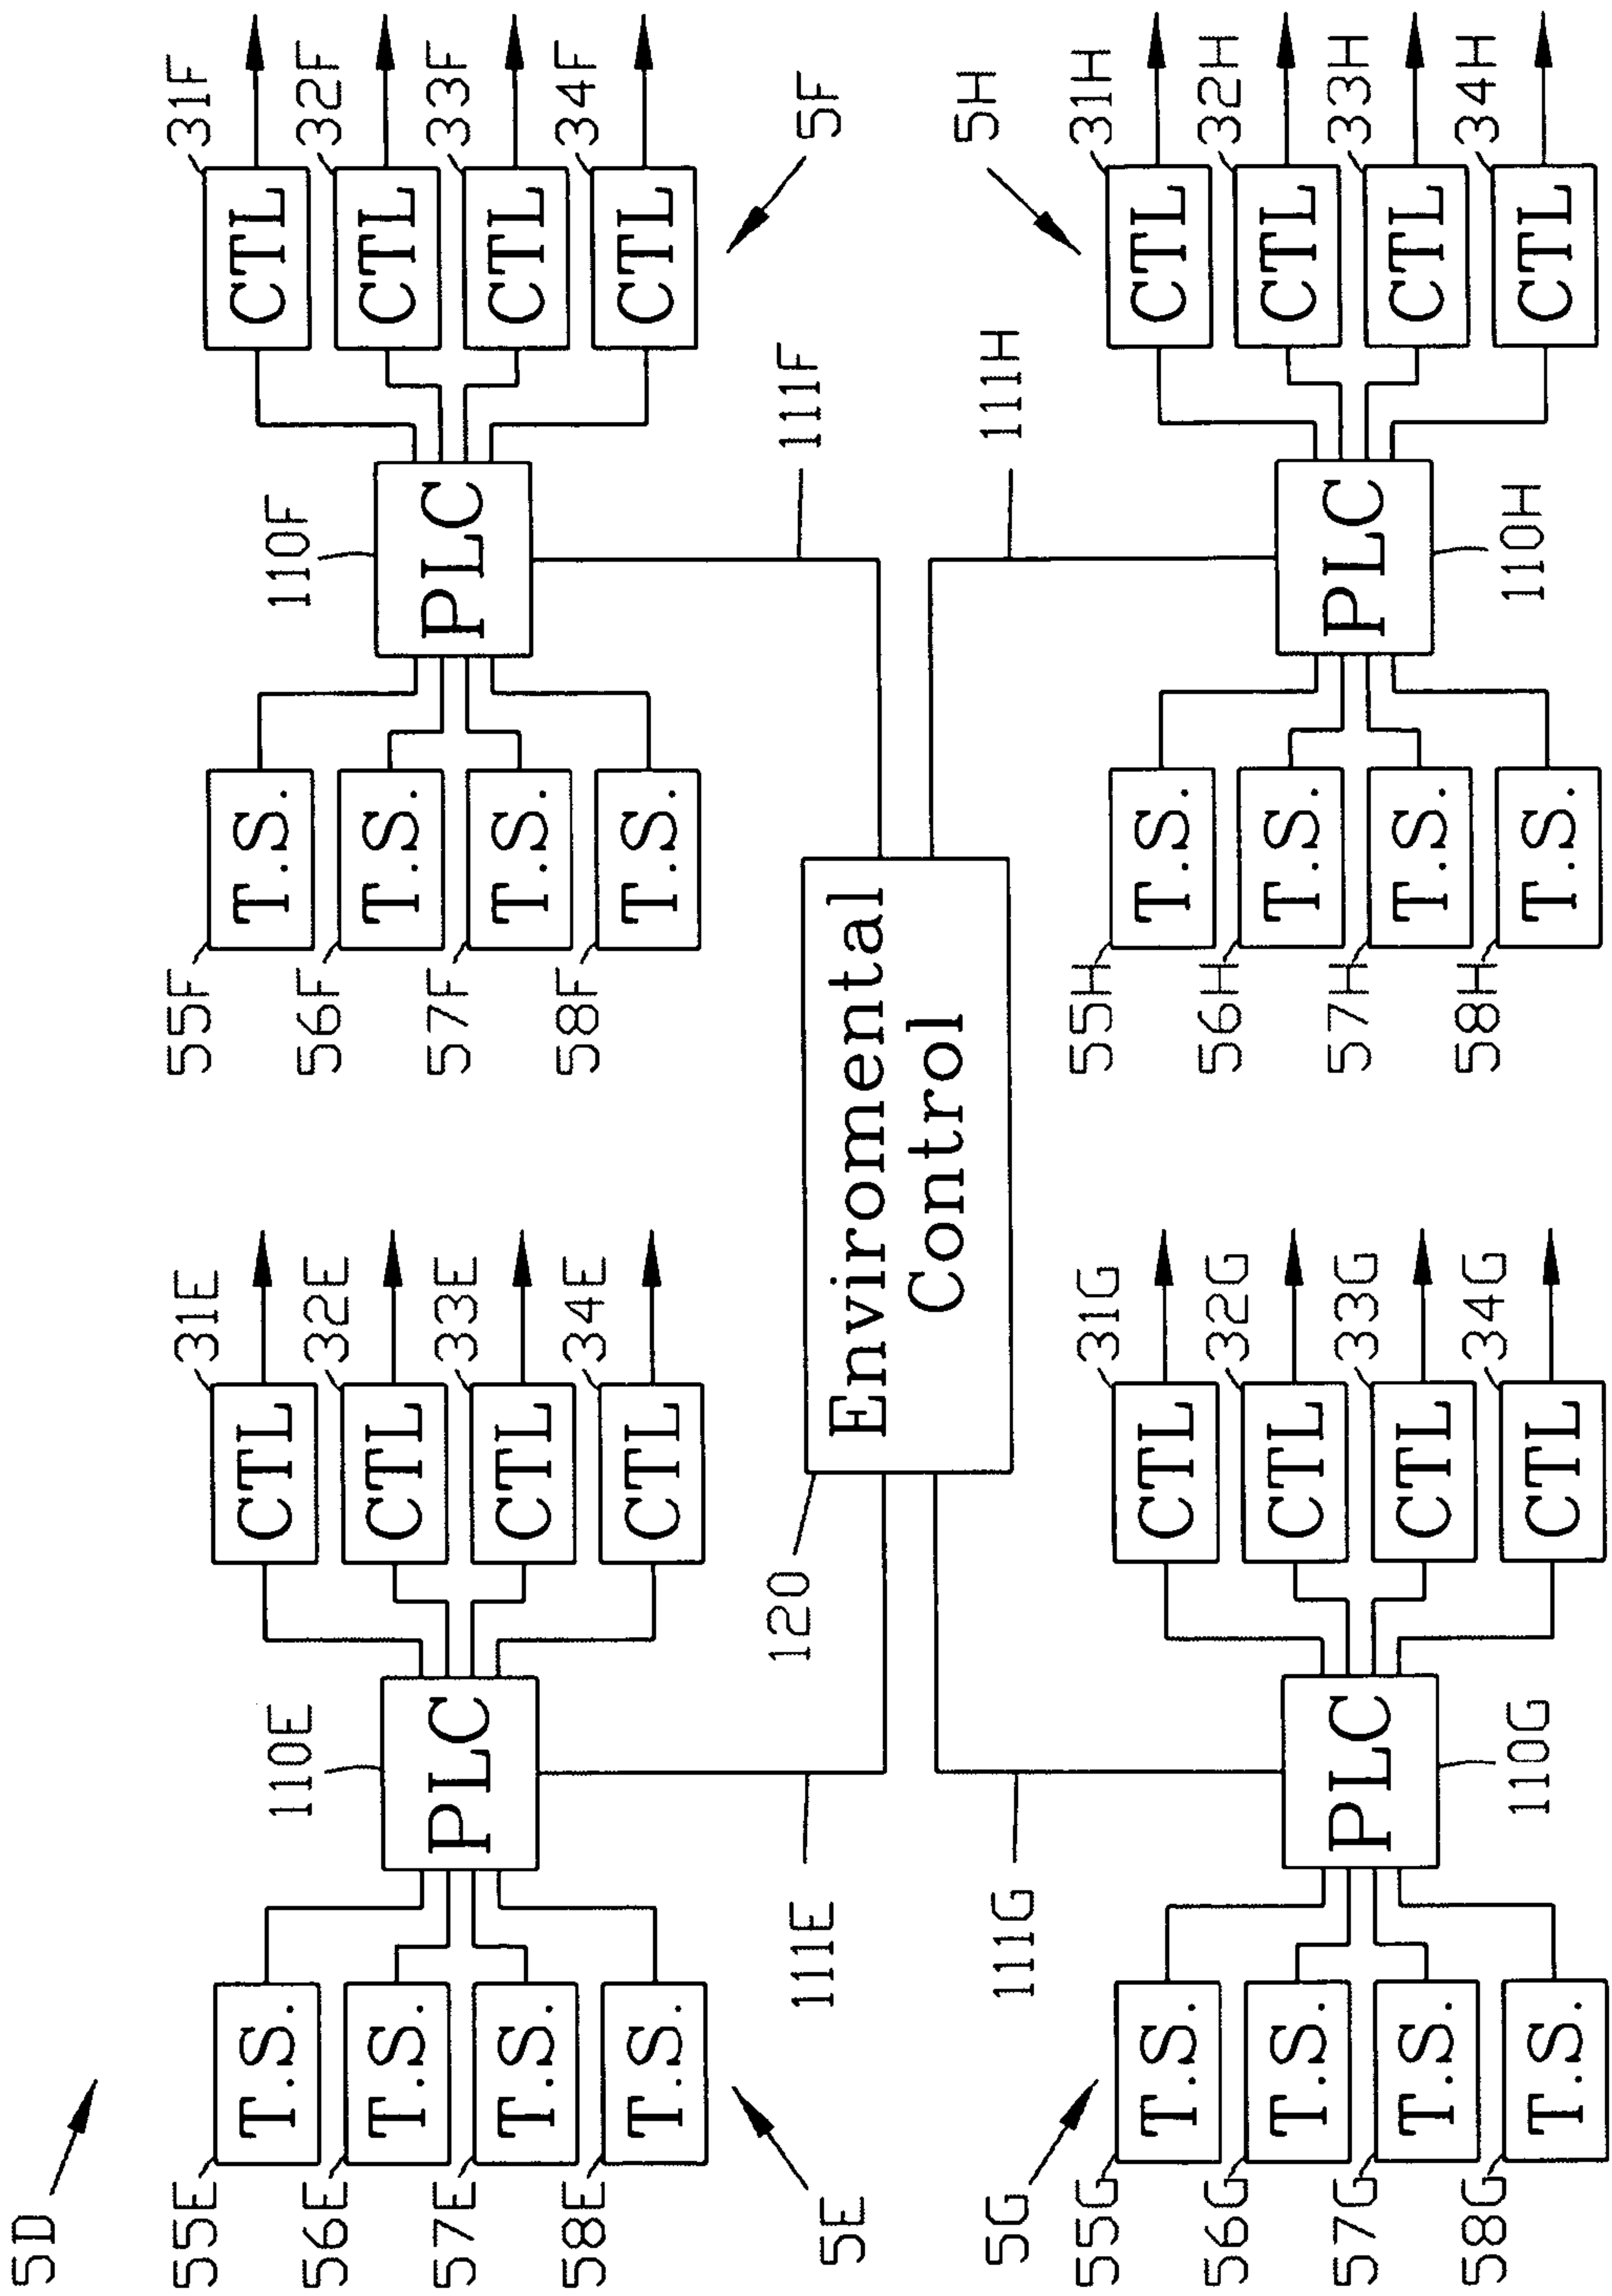 5D
55E
T.S.
56E
T.S.
57E
T.S.
58E
T.S.
110E
PLC
31E
CTL
32E
CTL
33E
CTL
34E
CTL
5E
111E
55F
T.S.
56F
T.S.
57F
T.S.
58F
T.S.
110F
PLC
31F
CTL
32F
CTL
33F
CTL
34F
CTL
5F
111F
120
Enviromental
Control
5G
111G
55G
T.S.
56G
T.S.
57G
T.S.
58G
T.S.
PLC
110G
31G
CTL
32G
CTL
33G
CTL
34G
CTL
5H
111H
55H
T.S.
56H
T.S.
57H
T.S.
58H
T.S.
PLC
110H
31H
CTL
32H
CTL
33H
CTL
34H
CTL